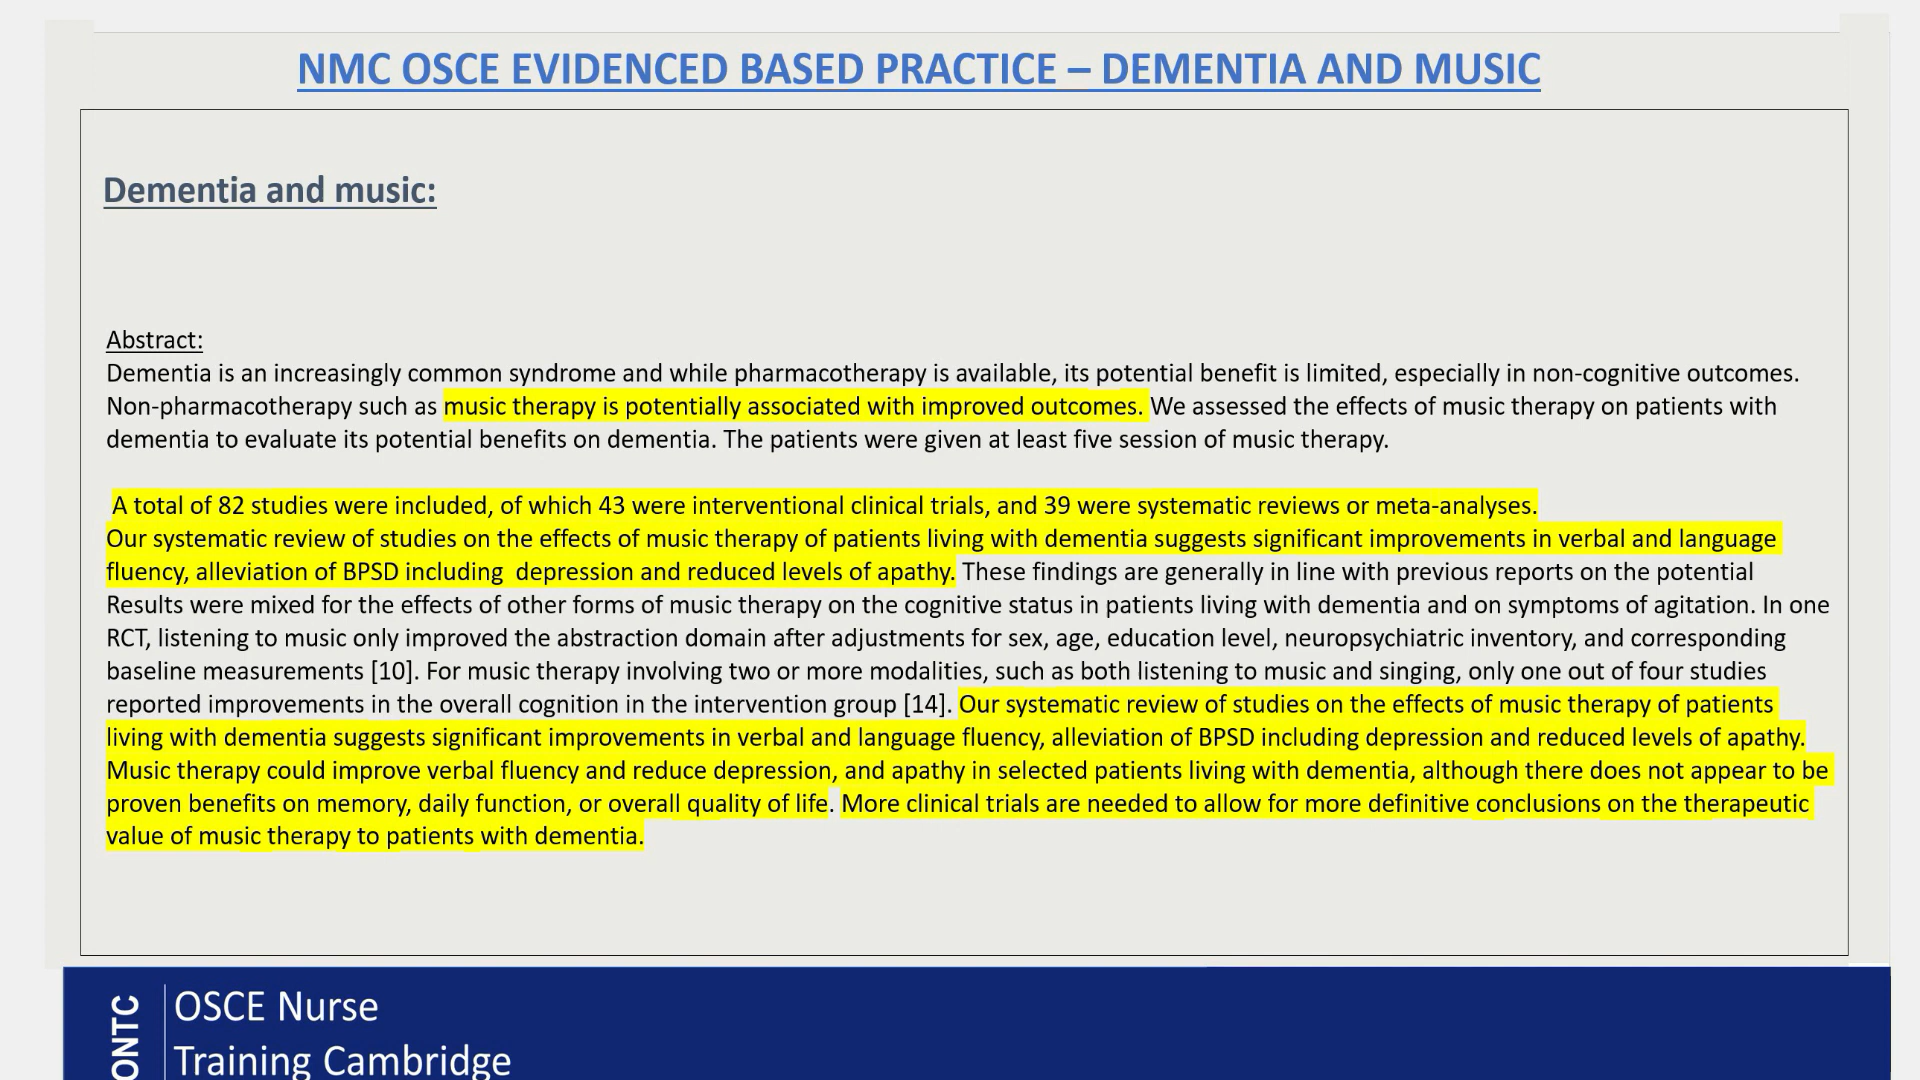 NMC OSCE EVIDENCED BASED PRACTICE – DEMENTIA AND MUSIC
Dementia and music:
Abstract:
Dementia is an increasingly common syndrome and while pharmacotherapy is available, its potential benefit is limited, especially in non-cognitive outcomes.
Non-pharmacotherapy such as music therapy is potentially associated with improved outcomes. We assessed the effects of music therapy on patients with
dementia to evaluate its potential benefits on dementia. The patients were given at least five session of music therapy.
A total of 82 studies were included, of which 43 were interventional clinical trials, and 39 were systematic reviews or meta-analyses.
Our systematic review of studies on the effects of music therapy of patients living with dementia suggests significant improvements in verbal and language
fluency, alleviation of BPSD including depression and reduced levels of apathy. These findings are generally in line with previous reports on the potential
Results were mixed for the effects of other forms of music therapy on the cognitive status in patients living with dementia and on symptoms of agitation. In one
RCT, listening to music only improved the abstraction domain after adjustments for sex, age, education level, neuropsychiatric inventory, and corresponding
baseline measurements [10]. For music therapy involving two or more modalities, such as both listening to music and singing, only one out of four studies
reported improvements in the overall cognition in the intervention group [14]. Our systematic review of studies on the effects of music therapy of patients
living with dementia suggests significant improvements in verbal and language fluency, alleviation of BPSD including depression and reduced levels of apathy.
Music therapy could improve verbal fluency and reduce depression, and apathy in selected patients living with dementia, although there does not appear to be
proven benefits on memory, daily function, or overall quality of life. More clinical trials are needed to allow for more definitive conclusions on the therapeutic
value of music therapy to patients with dementia.
ONTC
OSCE Nurse
Training Cambridge